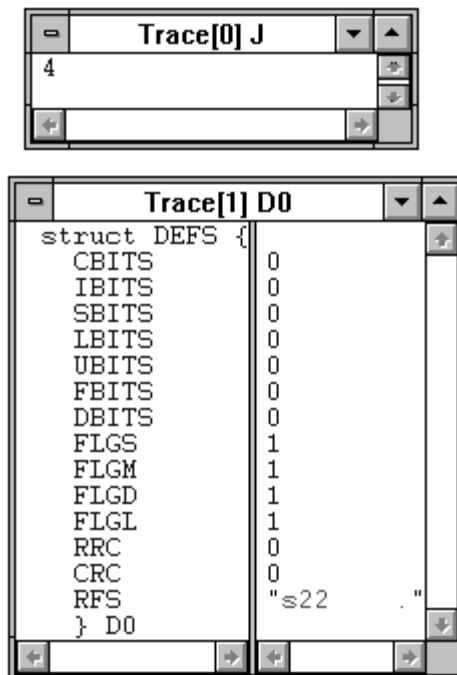 Trace[0] J
4
Trace[1] D0
struct DEFS {
CBITS 0
IBITS 0
SBITS 0
LBITS 0
UBITS 0
FBITS 0
DBITS 0
FLGS 1
FLGM 1
FLGD 1
FLGL 1
RRC 0
CRC 0
RFS "s22      ."
} D0